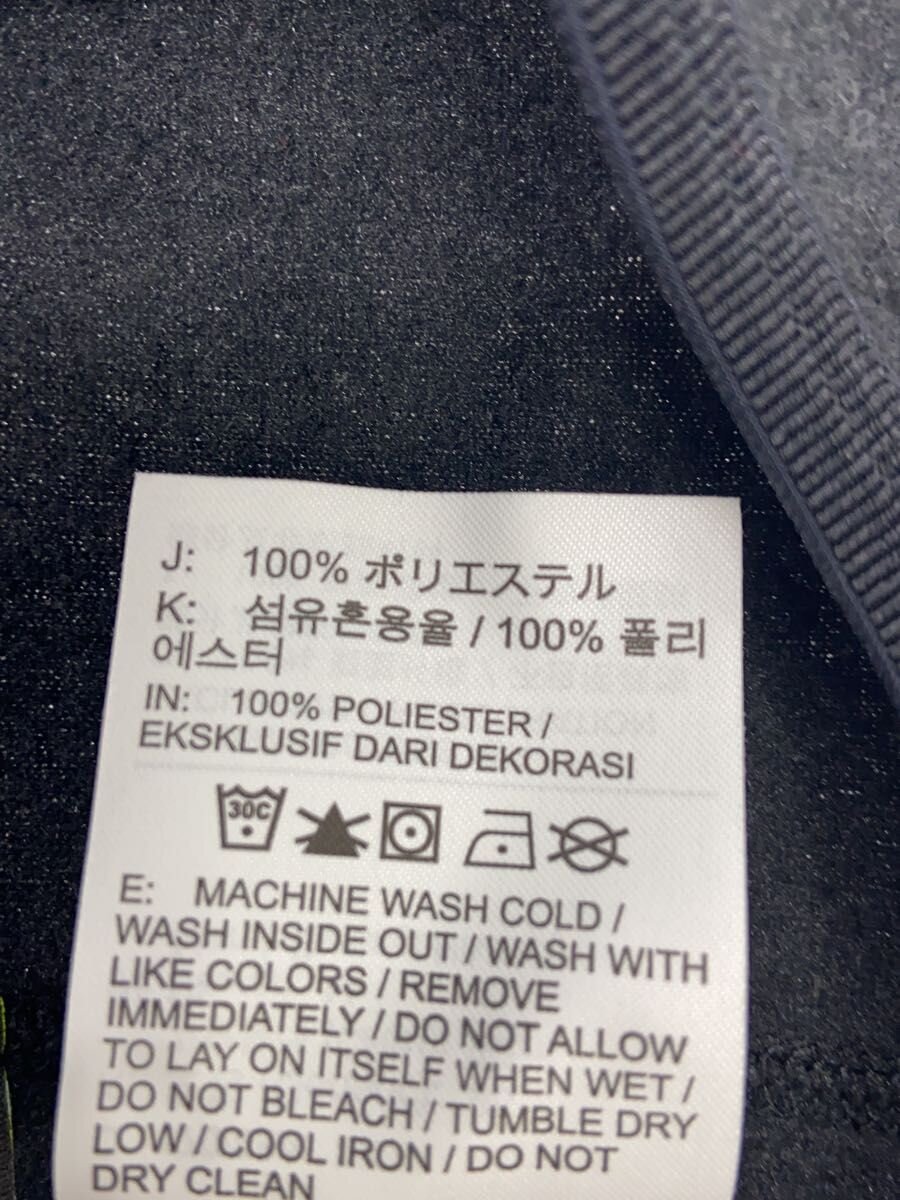 J: 100% ポリエステル
K: 섬유혼용율 / 100% 폴리
에스터
IN: 100% POLIESTER /
EKSKLUSIF DARI DEKORASI
30C
E: MACHINE WASH COLD /
WASH INSIDE OUT / WASH WITH
LIKE COLORS / REMOVE
IMMEDIATELY / DO NOT ALLOW
TO LAY ON ITSELF WHEN WET /
DO NOT BLEACH / TUMBLE DRY
LOW / COOL IRON / DO NOT
DRY CLEAN